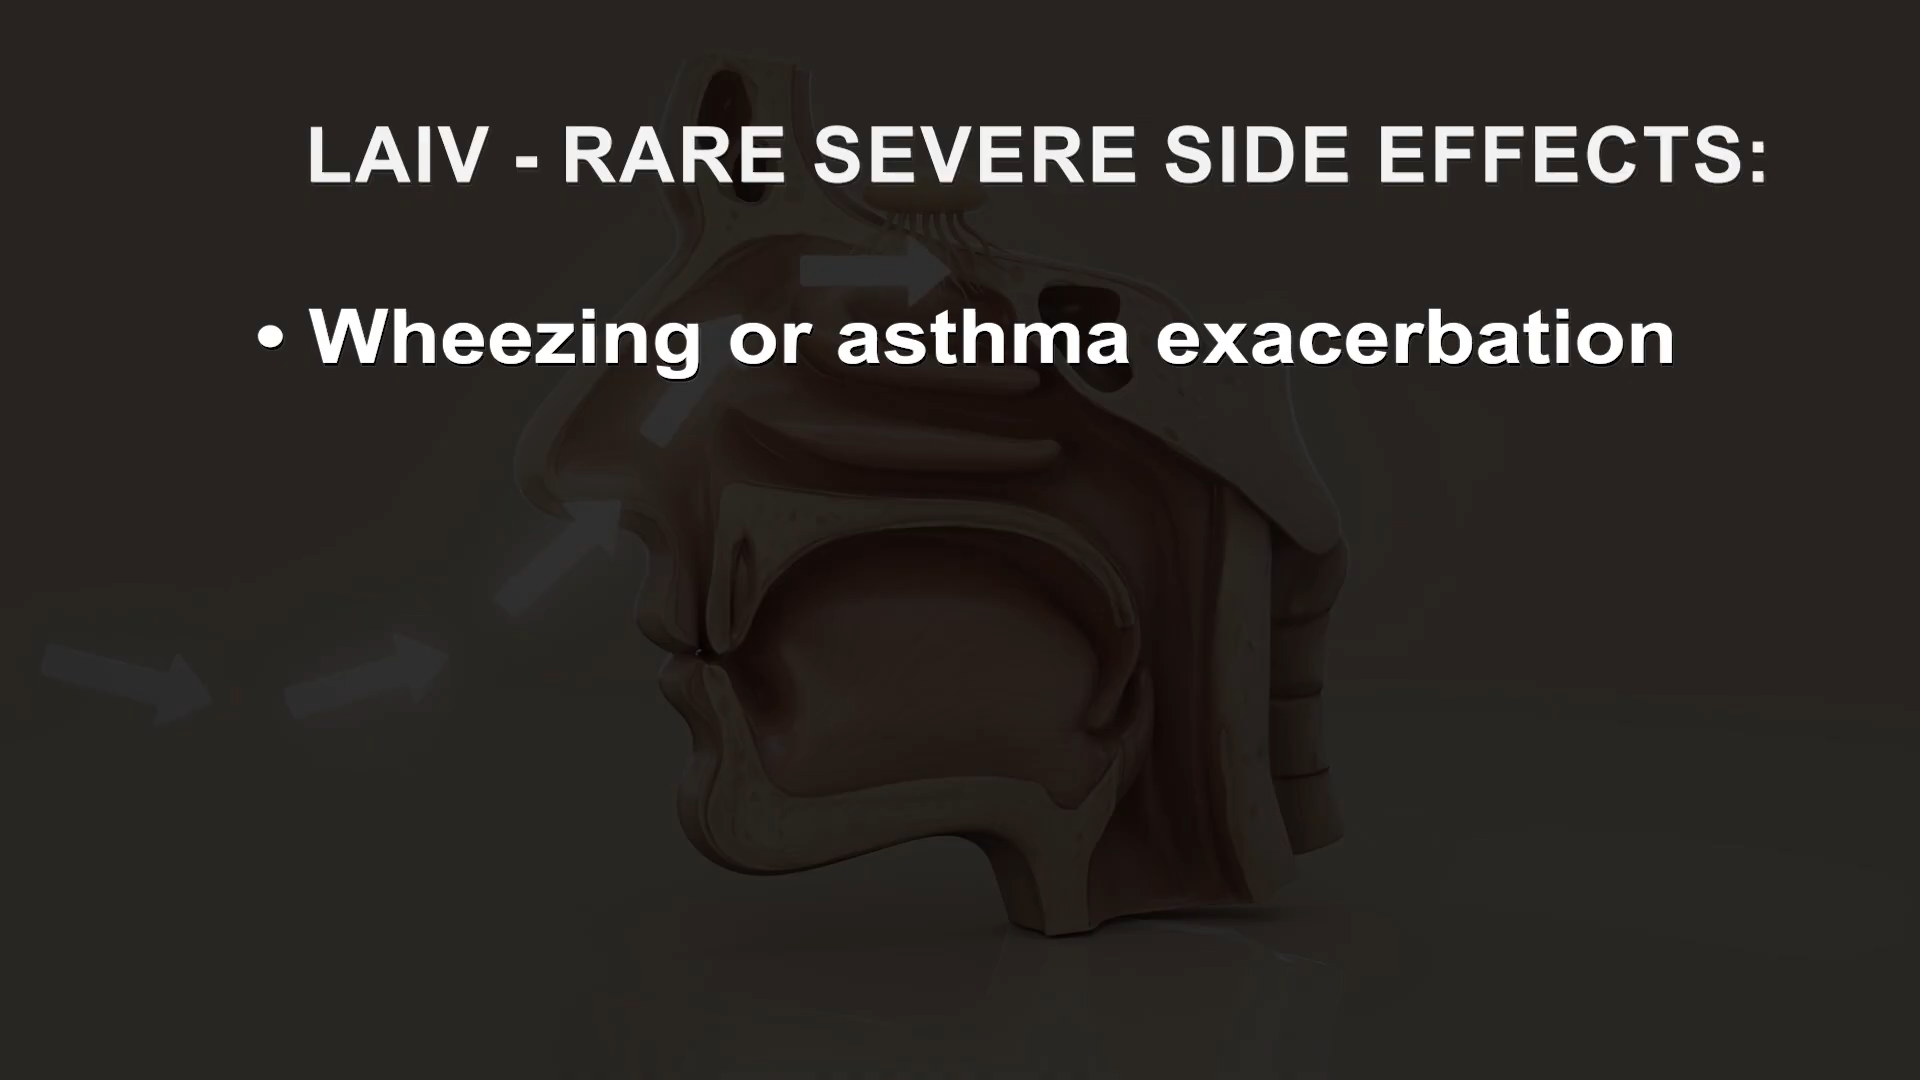 LAIV - RARE SEVERE SIDE EFFECTS:
• Wheezing or asthma exacerbation